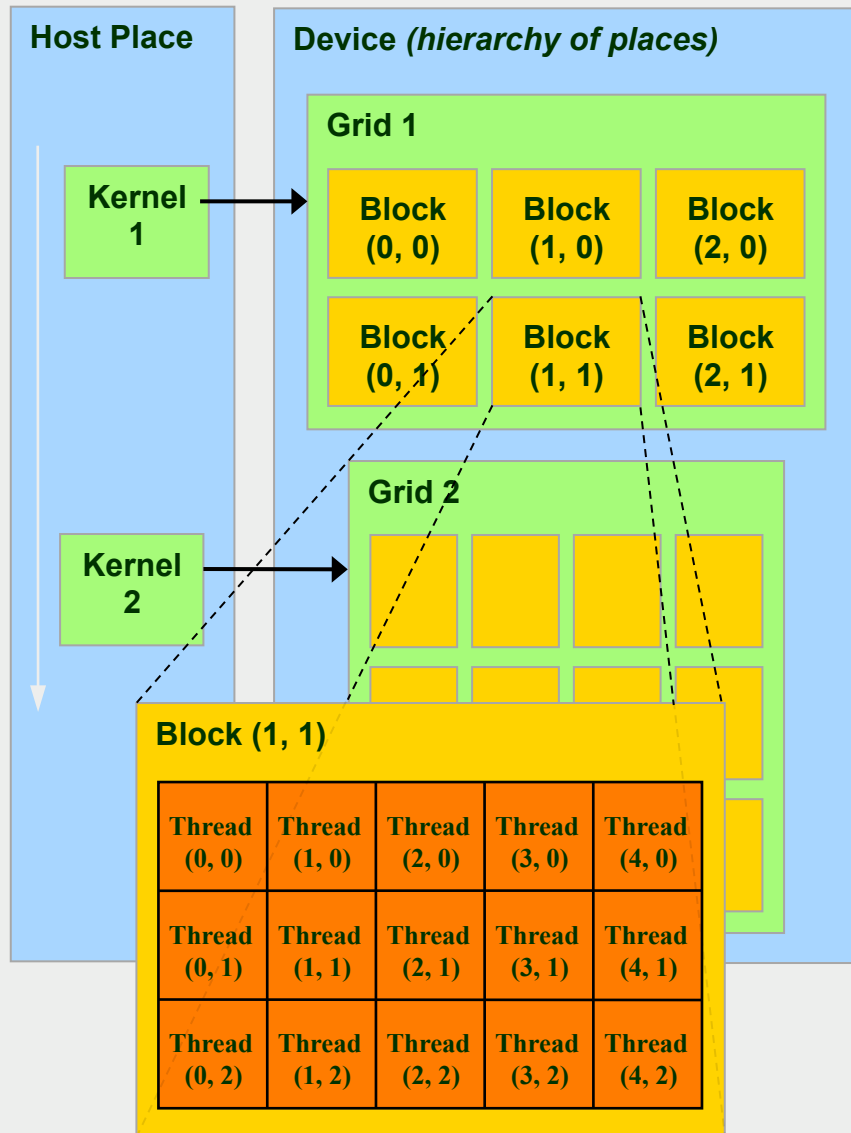 Host Place
Device (hierarchy of places)
Grid 1
Kernel
1
Block
(0, 0)
Block
(1, 0)
Block
(2, 0)
Block
(0, 1)
Block
(1, 1)
Block
(2, 1)
Grid 2
Kernel
2
Block (1, 1)
Thread
(0, 0)
Thread
(1, 0)
Thread
(2, 0)
Thread
(3, 0)
Thread
(4, 0)
Thread
(0, 1)
Thread
(1, 1)
Thread
(2, 1)
Thread
(3, 1)
Thread
(4, 1)
Thread
(0, 2)
Thread
(1, 2)
Thread
(2, 2)
Thread
(3, 2)
Thread
(4, 2)